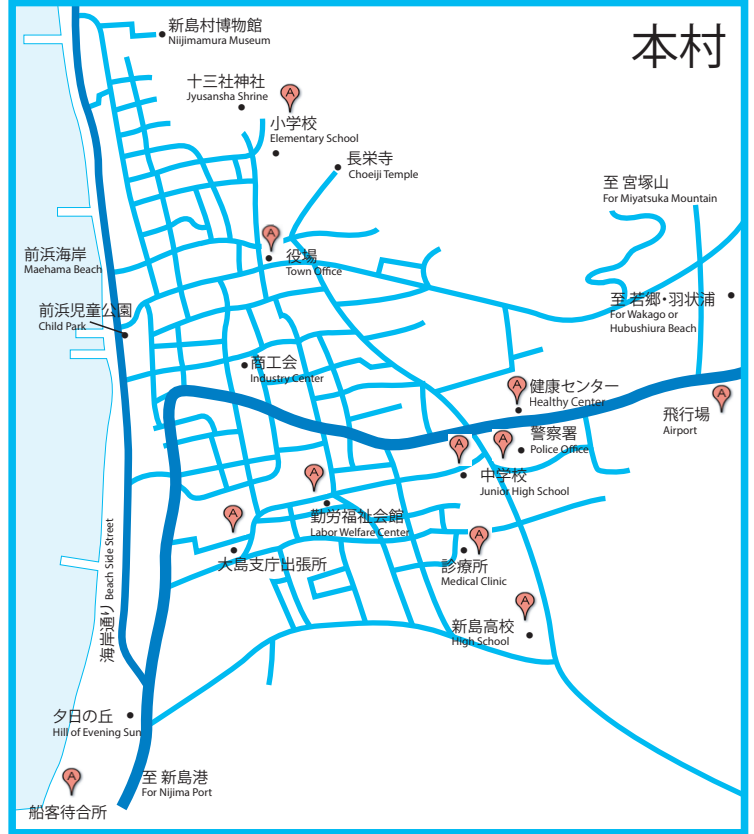 本村
新島村博物館
Niijimamura Museum
十三社神社
Jyusansha Shrine
A
小学校
Elementary School
長栄寺
Choeiji Temple
至 宮塚山
For Miyatsuka Mountain
A
役場
Town Office
前浜海岸
Maehama Beach
至 若郷・羽状浦
For Wakago or
Hubushiura Beach
前浜児童公園
Child Park
商工会
Industry Center
A
健康センター
Healthy Center
A
飛行場
Airport
A
警察署
Police Office
A
中学校
Junior High School
A
勤労福祉会館
Labor Welfare Center
A
大島支庁出張所
A
診療所
Medical Clinic
A
新島高校
High School
海岸通り Beach Side Street
夕日の丘
Hill of Evening Sun
A
船客待合所
至 新島港
For Nijima Port